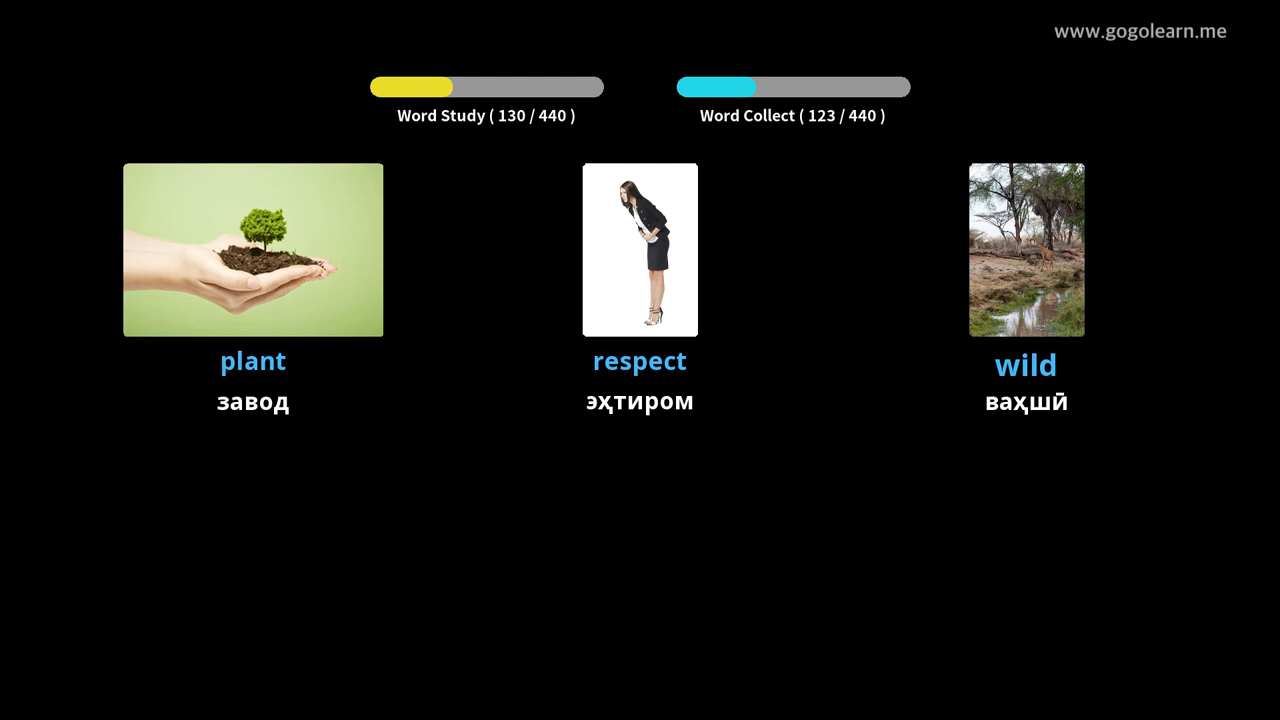 www.gogolearn.me
Word Study ( 130 / 440 )
Word Collect ( 123 / 440 )
plant
respect
wild
завод
эҳтиром
ваҳшӣ